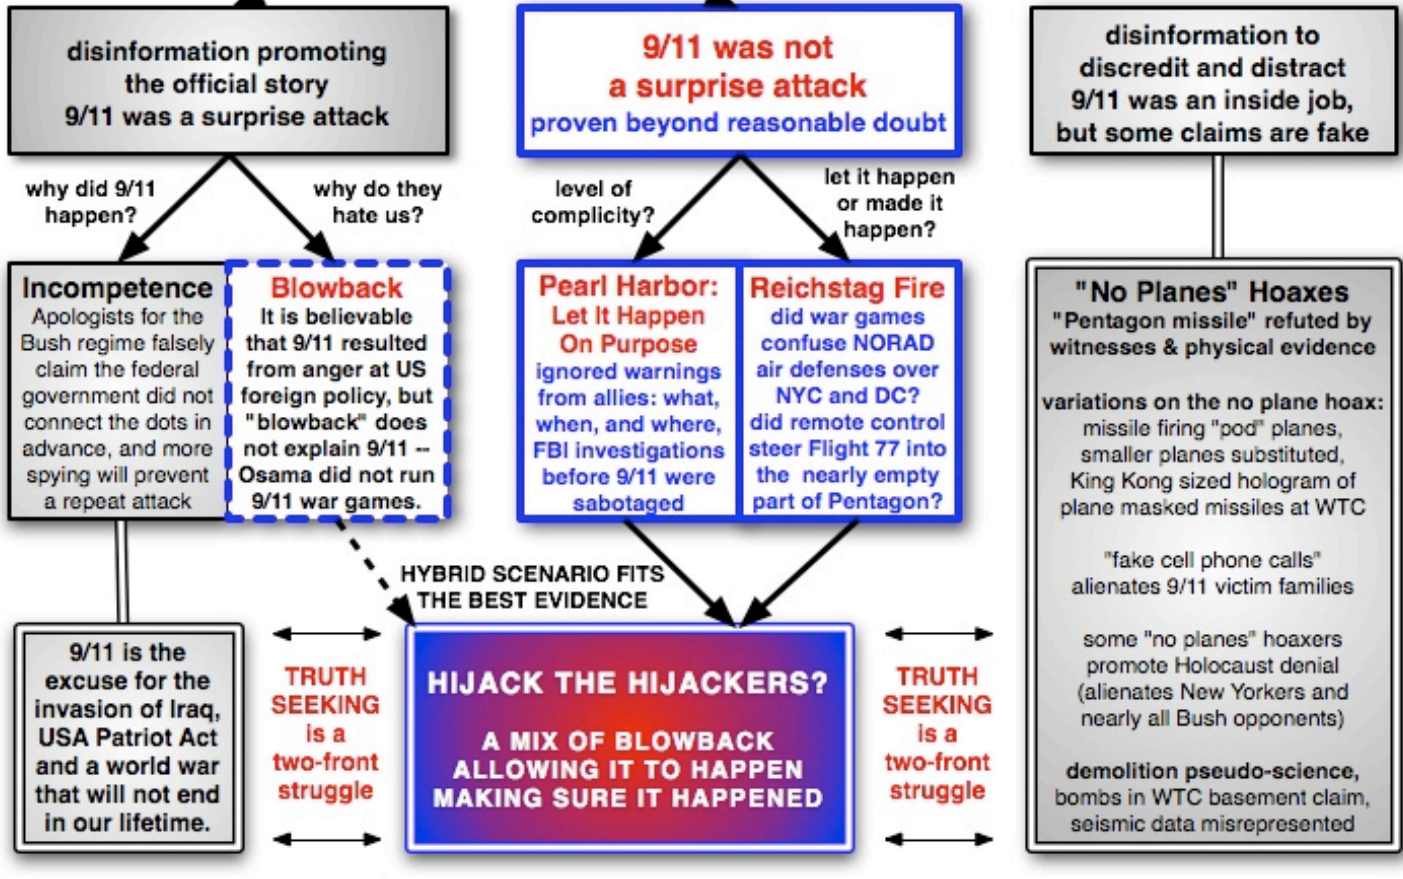 disinformation promoting
the official story
9/11 was a surprise attack
9/11 was not
a surprise attack
proven beyond reasonable doubt
disinformation to
discredit and distract
9/11 was an inside job,
but some claims are fake
why did 9/11
happen?
why do they
hate us?
level of
complicity?
let it happen
or made it
happen?
Incompetence
Apologists for the
Bush regime falsely
claim the federal
government did not
connect the dots in
advance, and more
spying will prevent
a repeat attack
Blowback
It is believable
that 9/11 resulted
from anger at US
foreign policy, but
"blowback" does
not explain 9/11 --
Osama did not run
9/11 war games.
Pearl Harbor:
Let It Happen
On Purpose
ignored warnings
from allies: what,
when, and where,
FBI investigations
before 9/11 were
sabotaged
Reichstag Fire
did war games
confuse NORAD
air defenses over
NYC and DC?
did remote control
steer Flight 77 into
the nearly empty
part of Pentagon?
"No Planes" Hoaxes
"Pentagon missile" refuted by
witnesses & physical evidence
variations on the no plane hoax:
missile firing "pod" planes,
smaller planes substituted,
King Kong sized hologram of
plane masked missiles at WTC
"fake cell phone calls"
alienates 9/11 victim families
some "no planes" hoaxers
promote Holocaust denial
(alienates New Yorkers and
nearly all Bush opponents)
demolition pseudo-science,
bombs in WTC basement claim,
seismic data misrepresented
HYBRID SCENARIO FITS
THE BEST EVIDENCE
9/11 is the
excuse for the
invasion of Iraq,
USA Patriot Act
and a world war
that will not end
in our lifetime.
TRUTH
SEEKING
is a
two-front
struggle
HIJACK THE HIJACKERS?
A MIX OF BLOWBACK
ALLOWING IT TO HAPPEN
MAKING SURE IT HAPPENED
TRUTH
SEEKING
is a
two-front
struggle